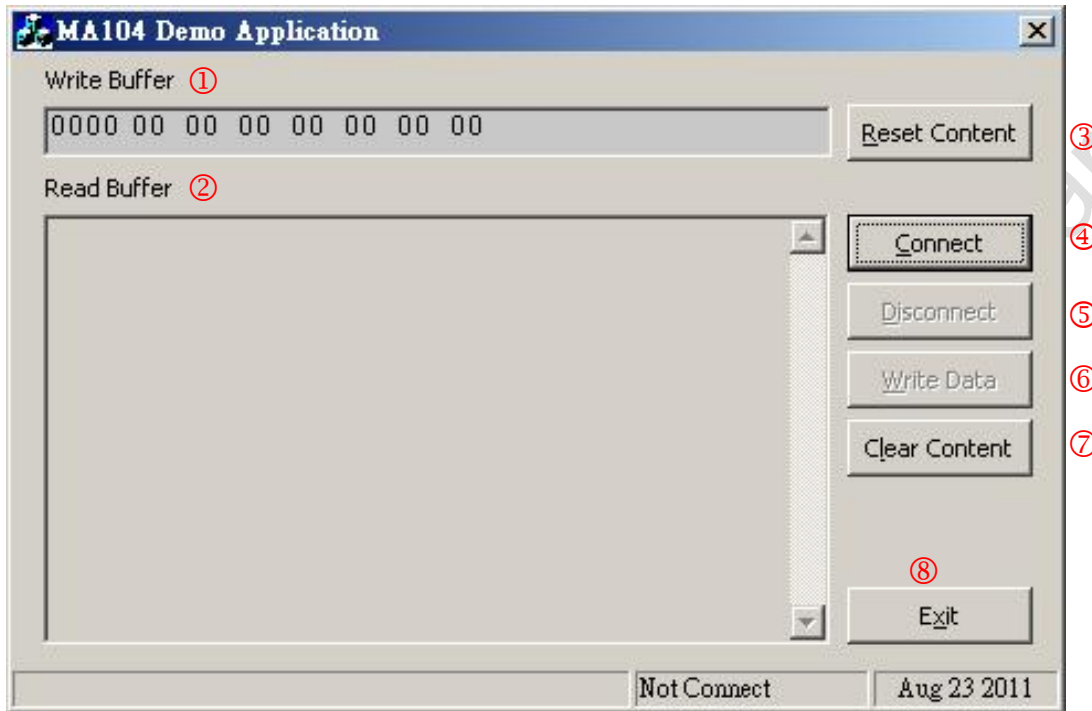 MA104 Demo Application
Write Buffer ①
0000 00 00 00 00 00 00 00
Reset Content ③
Read Buffer ②
Connect ④
Disconnect ⑤
Write Data ⑥
Clear Content ⑦
⑧
Exit
Not Connect Aug 23 2011